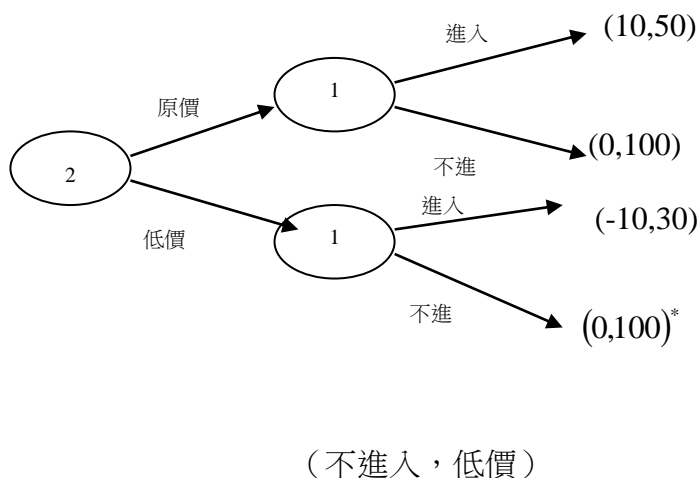 進入
(10,50)
1
原價
(0,100)
不進
2
進入
(-10,30)
低價
1
不進
(0,100)*
（不進入，低價）